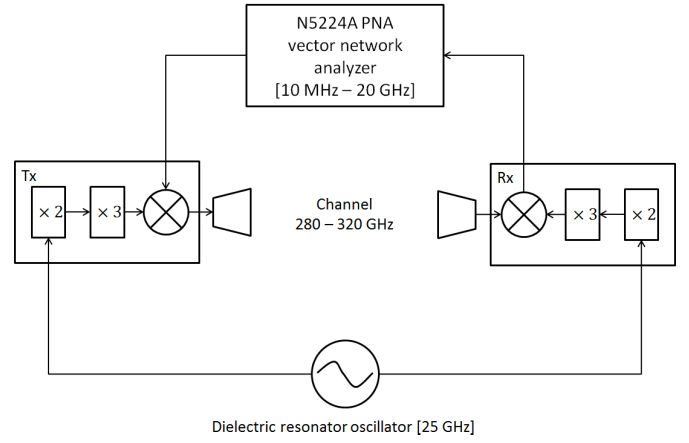 N5224A PNA
vector network
analyzer
[10 MHz – 20 GHz]
Tx
× 2
× 3
Channel
280 – 320 GHz
Rx
× 3
× 2
Dielectric resonator oscillator [25 GHz]